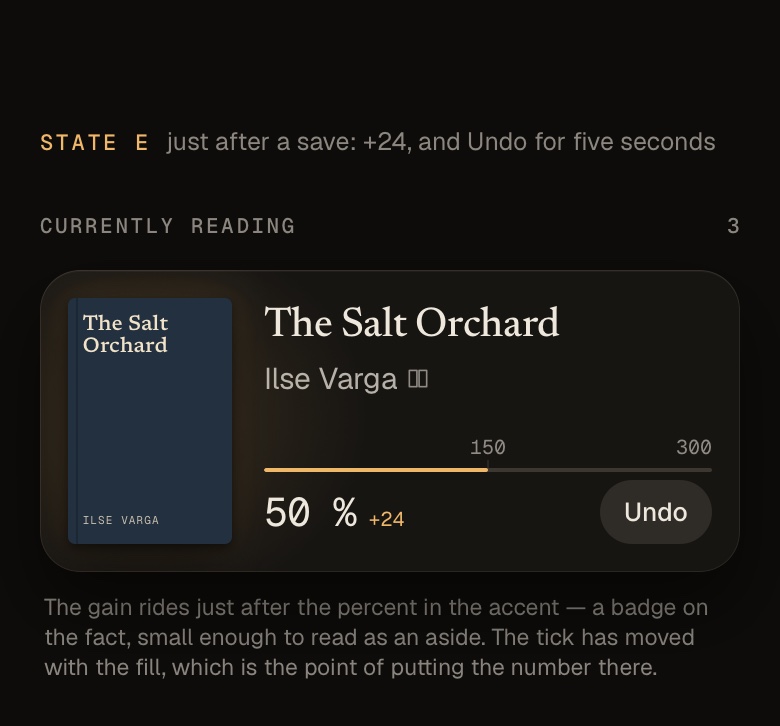 STATE E just after a save: +24, and Undo for five seconds
CURRENTLY READING 3
The Salt
Orchard
ILSE VARGA
The Salt Orchard
Ilse Varga
150 300
50 % +24
Undo
The gain rides just after the percent in the accent — a badge on
the fact, small enough to read as an aside. The tick has moved
with the fill, which is the point of putting the number there.